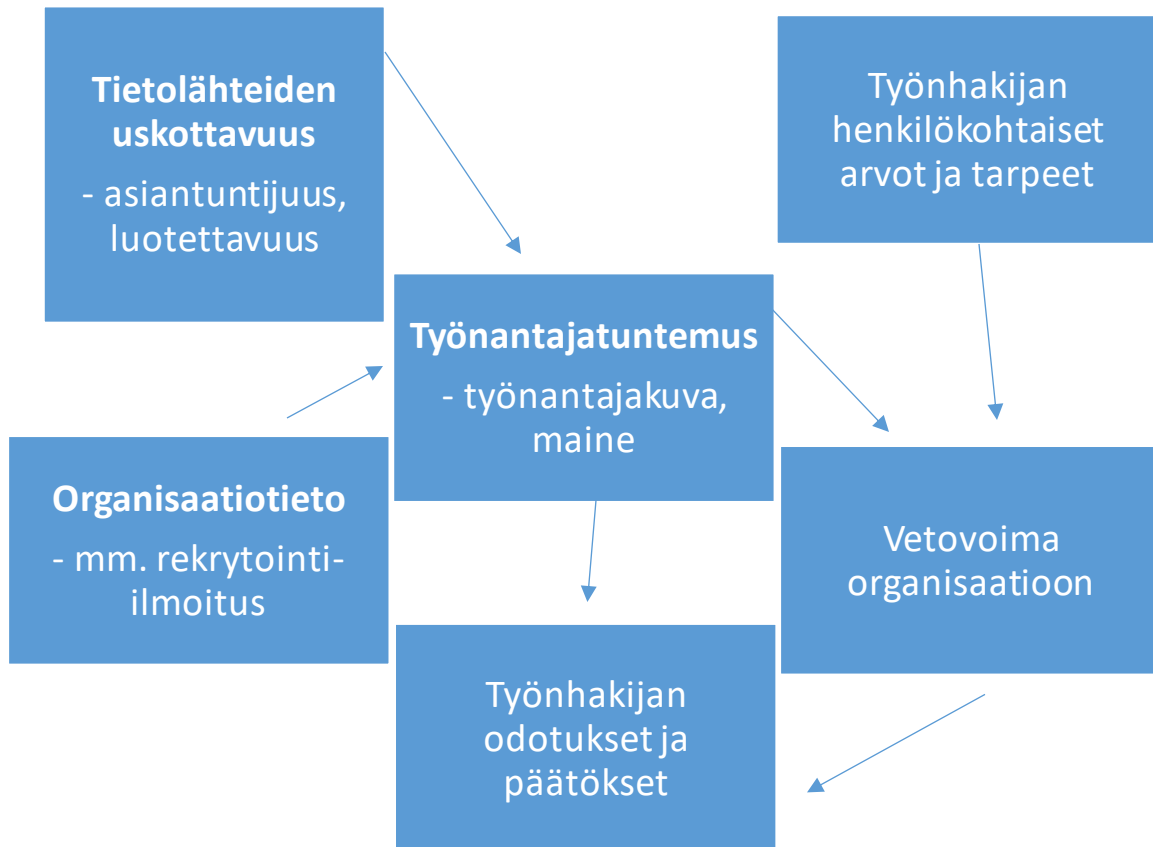 Tietolähteiden
uskottavuus
- asiantuntijuus,
luotettavuus
Työnhakijan
henkilökohtaiset
arvot ja tarpeet
Työnantajatuntemus
- työnantajakuva,
maine
Organisaatiotieto
- mm. rekrytointi-
ilmoitus
Vetovoima
organisaatioon
Työnhakijan
odotukset ja
päätökset